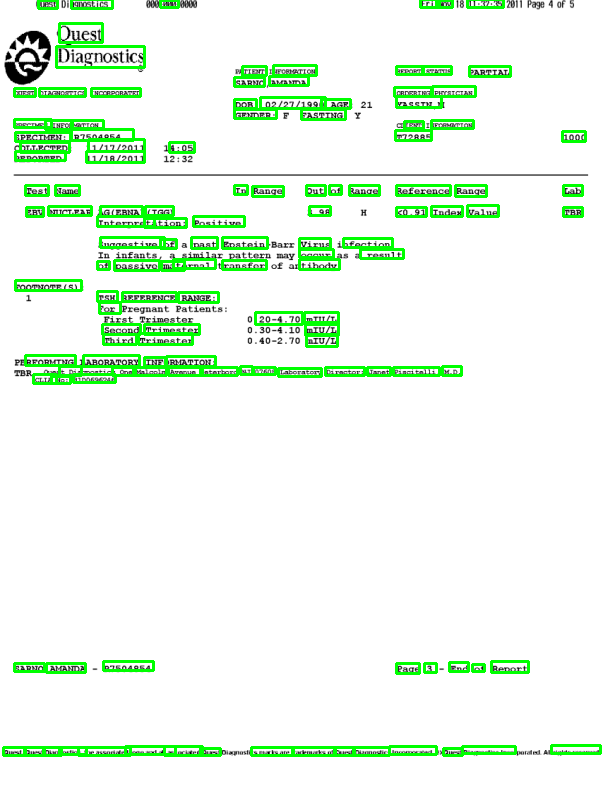 Quest Diagnostics 000 0000 0000 Fri Nov 18 11:37:05 2011 Page 4 of 5
Quest
Diagnostics
PATIENT INFORMATION REPORT STATUS PARTIAL
SARNO, AMANDA
QUEST DIAGNOSTICS INCORPORATED ORDERING PHYSICIAN
DOB: 02/27/199 AGE: 21 YASSIN, M
GENDER: F FASTING: Y
SPECIMEN INFORMATION CLIENT INFORMATION
SPECIMEN: R7504854 T72885 1000
COLLECTED: 11/17/2011 14:05
REPORTED: 11/18/2011 12:32
Test Name In Range Out of Range Reference Range Lab
EBV NUCLEAR AG(EBNA) (IGG) 1.98 H <0.91 Index Value TBR
Interpretation: Positive
Suggestive of a past Epstein-Barr Virus infection.
In infants, a similar pattern may occur as a result
of passive maternal transfer of antibody.
FOOTNOTE(S)
1 TSH REFERENCE RANGE:
For Pregnant Patients:
First Trimester 0.20-4.70 mIU/L
Second Trimester 0.30-4.10 mIU/L
Third Trimester 0.40-2.70 mIU/L
PERFORMING LABORATORY INFORMATION:
TBR Quest Diagnostics One Malcolm Avenue Teterboro NJ 07608 Laboratory Director: Janet Piscitelli, M.D.
CLIA No:
SARNO, AMANDA - R7504854 Page 3 - End of Report
Quest, Quest Diagnostics, the associated logo and all associated Quest Diagnostics marks are trademarks of Quest Diagnostics Incorporated. © Quest Diagnostics Incorporated. All rights reserved.